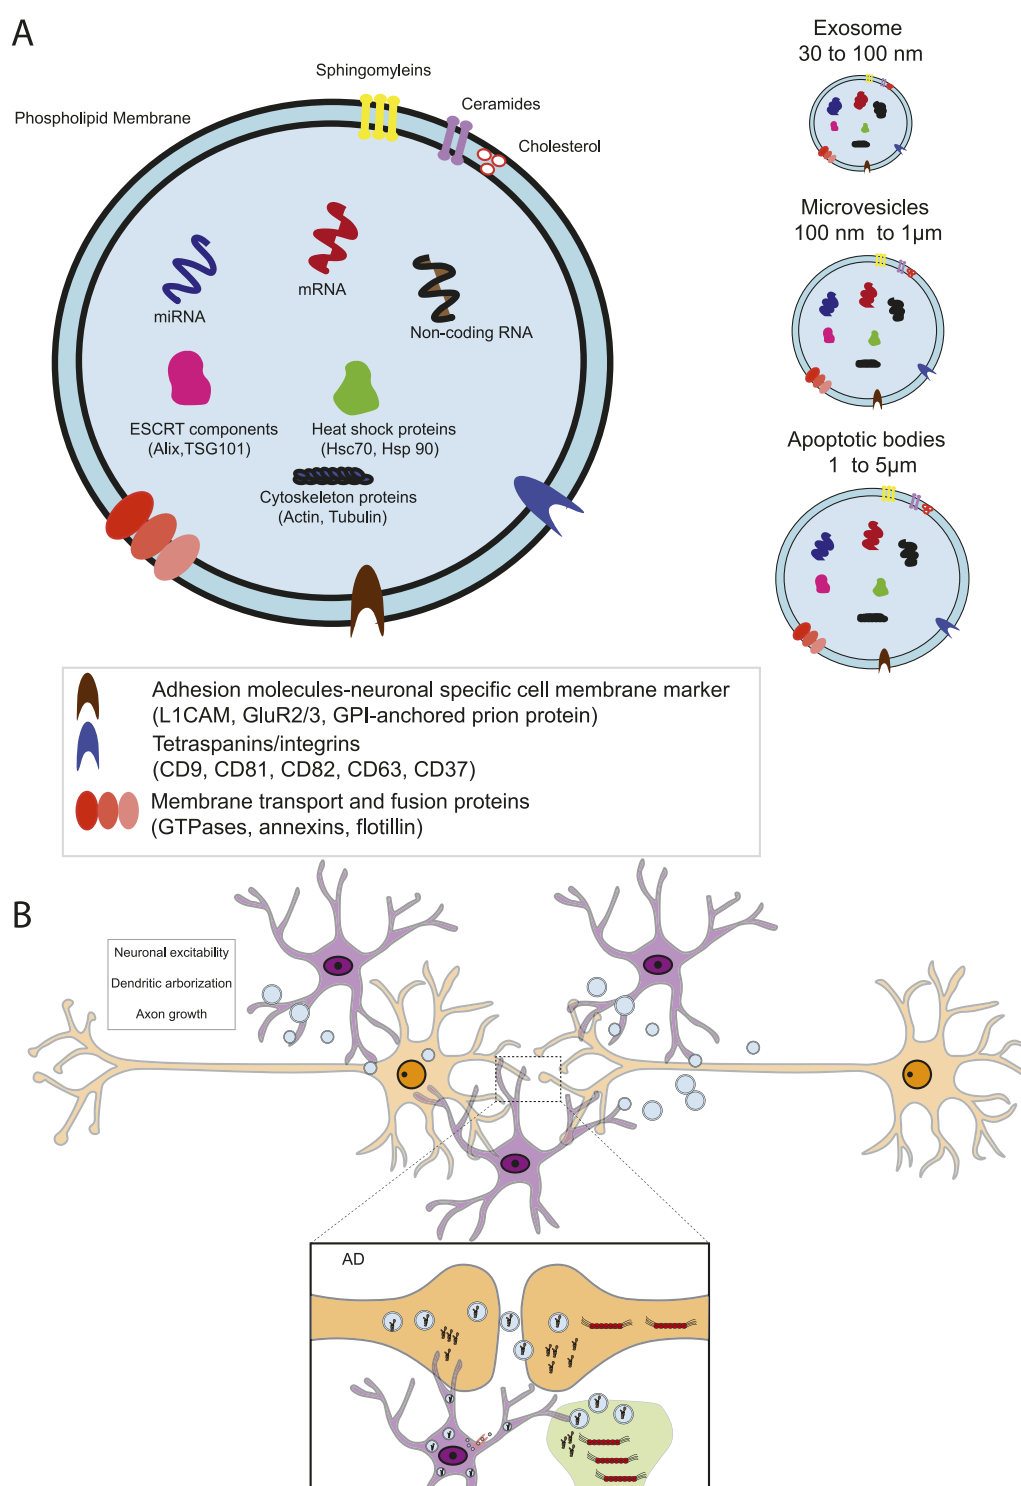 A
Sphingomyleins
Phospholipid Membrane
Ceramides
Cholesterol
miRNA
mRNA
Non-coding RNA
ESCRT components
(Alix,TSG101)
Heat shock proteins
(Hsc70, Hsp 90)
Cytoskeleton proteins
(Actin, Tubulin)
Exosome
30 to 100 nm
Microvesicles
100 nm to 1µm
Apoptotic bodies
1 to 5µm
Adhesion molecules-neuronal specific cell membrane marker
(L1CAM, GluR2/3, GPI-anchored prion protein)
Tetraspanins/integrins
(CD9, CD81, CD82, CD63, CD37)
Membrane transport and fusion proteins
(GTPases, annexins, flotillin)
B
Neuronal excitability
Dendritic arborization
Axon growth
AD